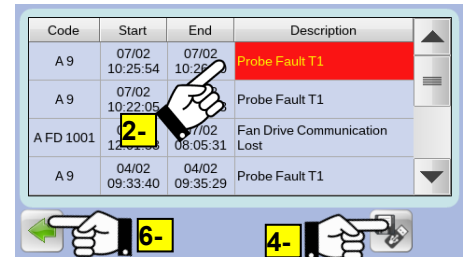 Code Start End Description
A 9 07/02 10:25:54 07/02 Probe Fault T1
A 9 07/02 10:22:05 Probe Fault T1
A FD 1001 08:05:31 Fan Drive Communication Lost
A 9 04/02 09:33:40 04/02 09:35:29 Probe Fault T1
2-
6-
4-